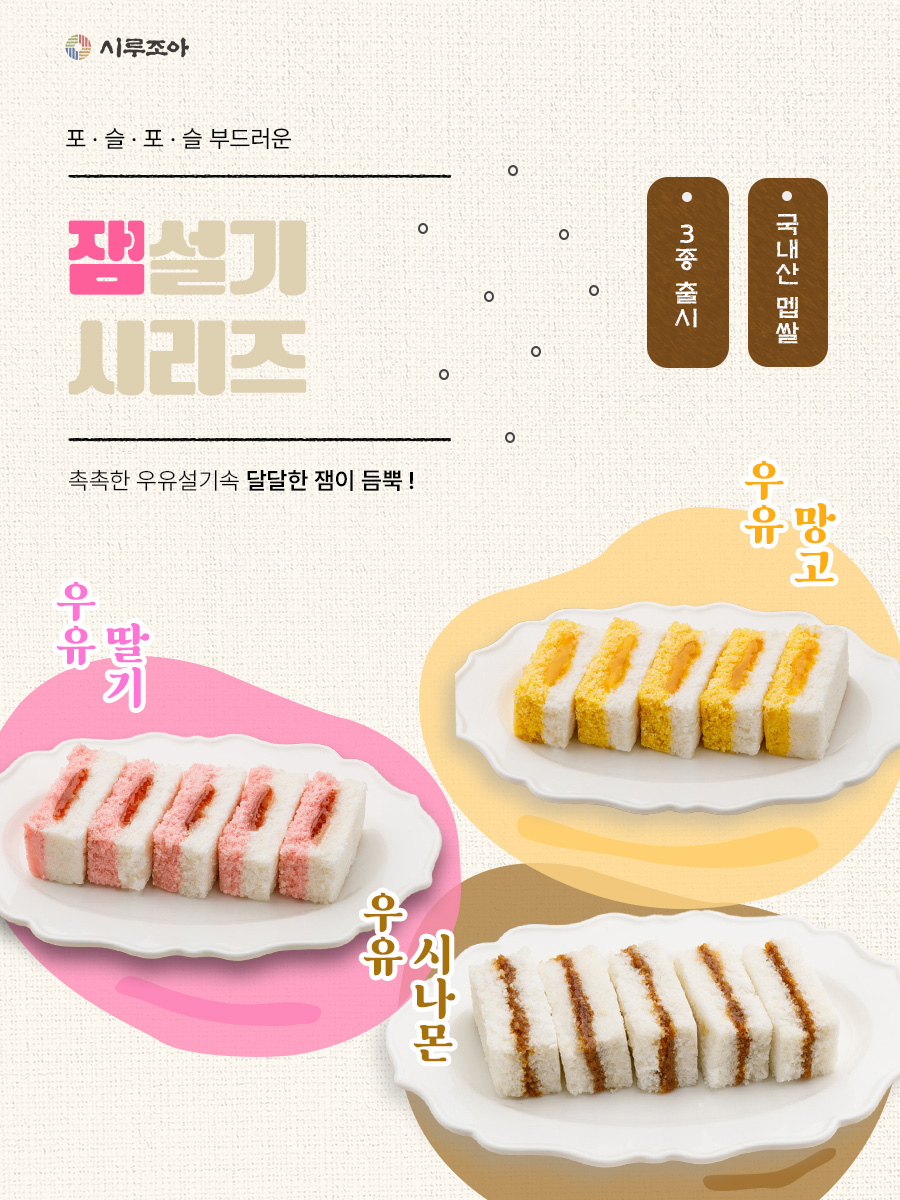 시루조아
포 · 슬 · 포 · 슬 부드러운
잼설기
시리즈
3종 출시
국내산 멥쌀
촉촉한 우유설기속 달달한 잼이 듬뿍 !
우유
망고
우유
딸기
우유
시나몬